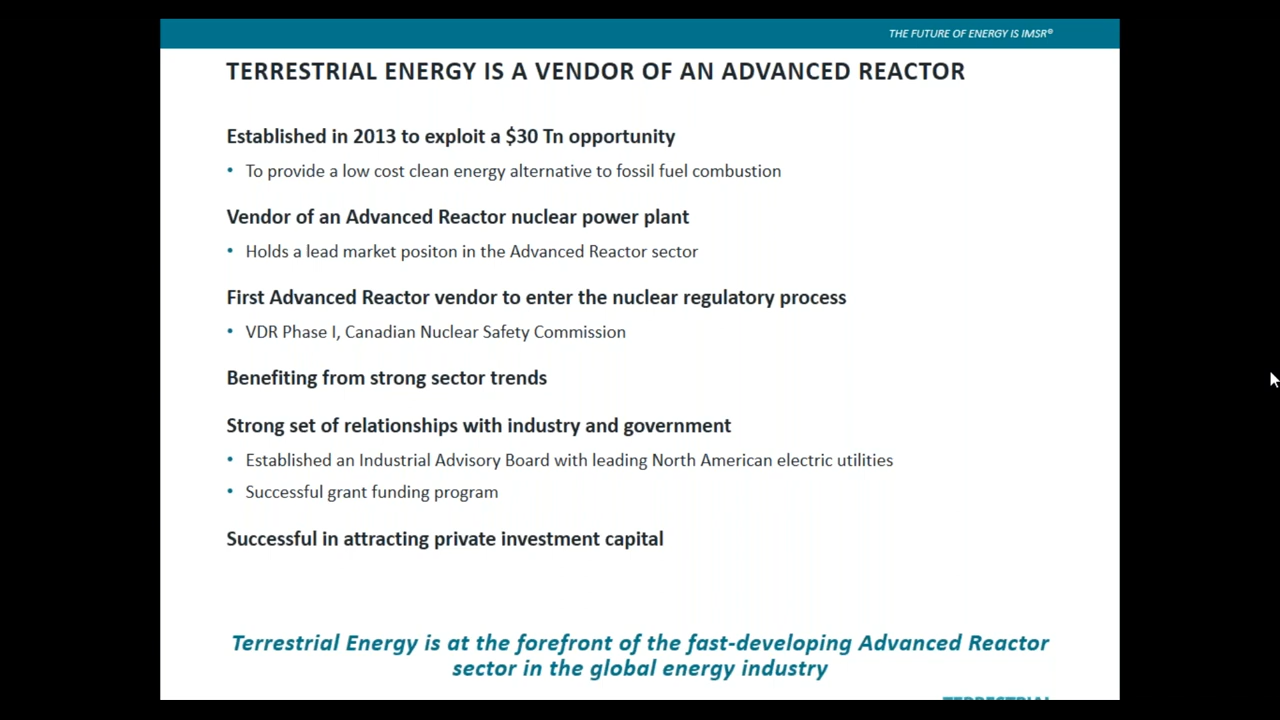 THE FUTURE OF ENERGY IS IMSR®
TERRESTRIAL ENERGY IS A VENDOR OF AN ADVANCED REACTOR
Established in 2013 to exploit a $30 Tn opportunity
• To provide a low cost clean energy alternative to fossil fuel combustion
Vendor of an Advanced Reactor nuclear power plant
• Holds a lead market positon in the Advanced Reactor sector
First Advanced Reactor vendor to enter the nuclear regulatory process
• VDR Phase I, Canadian Nuclear Safety Commission
Benefiting from strong sector trends
Strong set of relationships with industry and government
• Established an Industrial Advisory Board with leading North American electric utilities
• Successful grant funding program
Successful in attracting private investment capital
Terrestrial Energy is at the forefront of the fast-developing Advanced Reactor
sector in the global energy industry
TERRESTRIAL